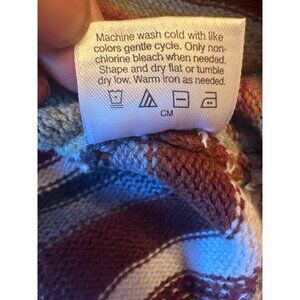 Machine wash cold with like
colors gentle cycle. Only non-
chlorine bleach when needed.
Shape and dry flat or tumble
dry low. Warm iron as needed.
CM